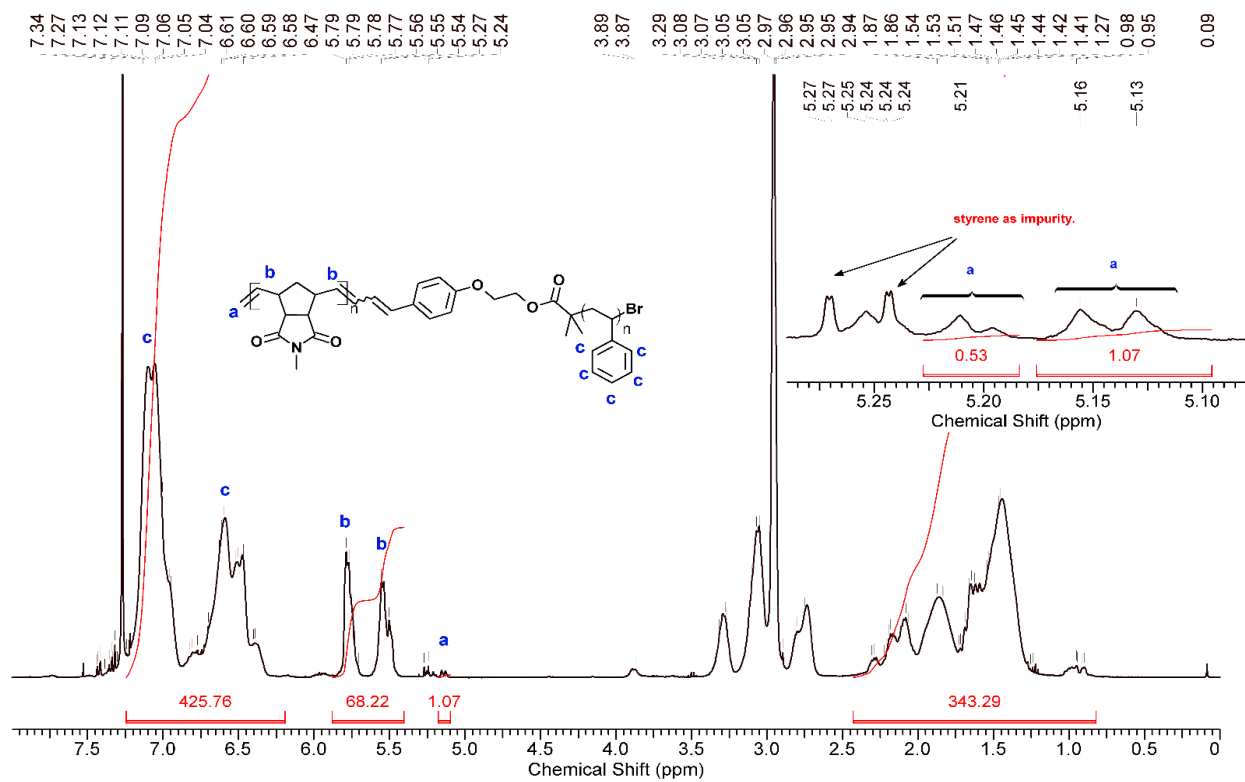 7.34 7.27 7.13 7.12 7.11 7.09 7.06 7.05 7.04 6.61 6.60 6.59 6.58 6.47 5.79 5.79 5.78 5.78 5.77 5.56 5.55 5.54 5.27 5.24 3.89 3.87 3.29 3.08 3.07 3.05 3.05 2.97 2.96 2.95 2.95 2.94 1.87 1.86 1.54 1.53 1.51 1.47 1.46 1.45 1.44 1.42 1.41 1.27 0.98 0.95 0.09
5.27 5.27 5.25 5.24 5.24 5.24 5.21 5.16 5.13
styrene as impurity.
a a
0.53 1.07
5.25 5.20 5.15 5.10
Chemical Shift (ppm)
b b
a n
O O
N
O O
O
Br
n
c c
c c
c
c
c
b
b
a
425.76 68.22 1.07 343.29
7.5 7.0 6.5 6.0 5.5 5.0 4.5 4.0 3.5 3.0 2.5 2.0 1.5 1.0 0.5 0
Chemical Shift (ppm)